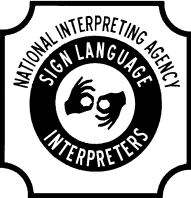 NATIONAL INTERPRETING AGENCY
SIGN LANGUAGE
INTERPRETERS